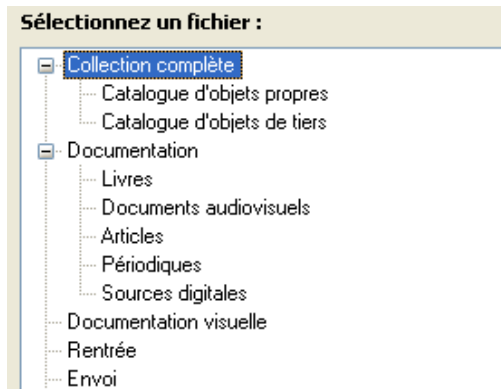 Sélectionnez un fichier :
Collection complète
Catalogue d'objets propres
Catalogue d'objets de tiers
Documentation
Livres
Documents audiovisuels
Articles
Périodiques
Sources digitales
Documentation visuelle
Rentrée
Envoi